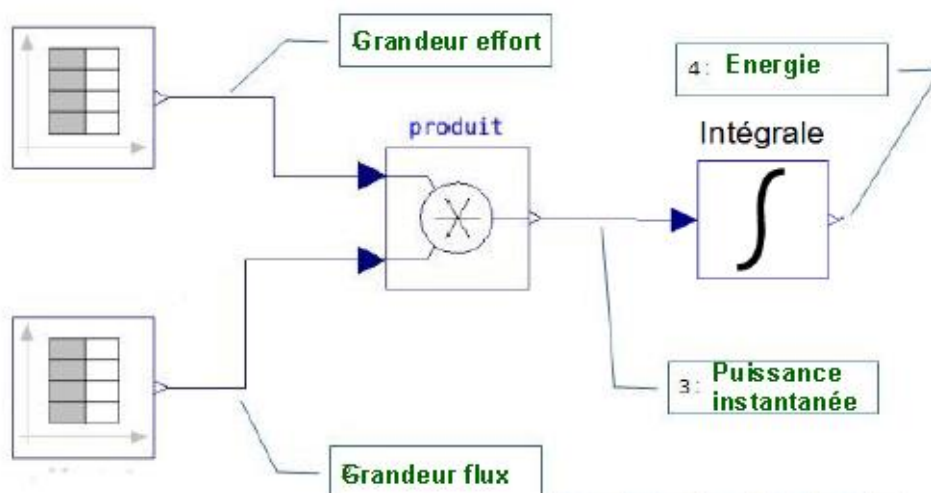 Grandeur effort
4: Energie
produit
Intégrale
3: Puissance
instantanée
Grandeur flux